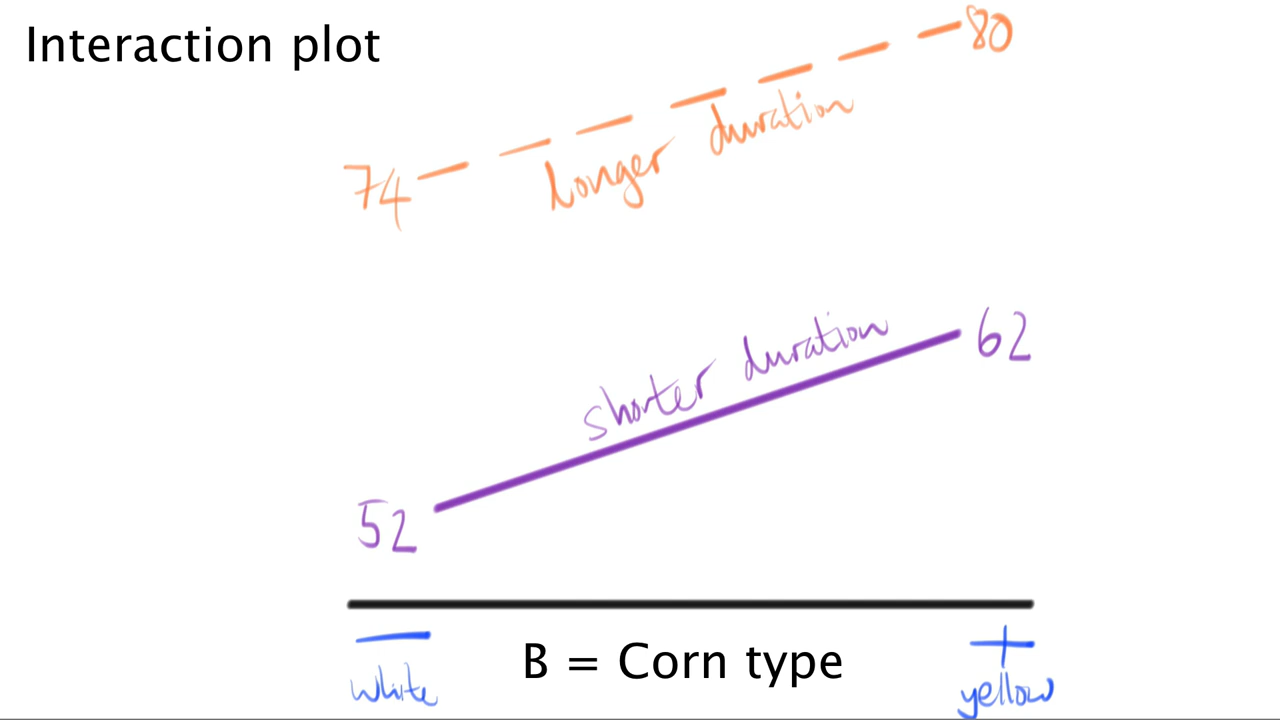 Interaction plot
80
Longer duration
74
shorter duration
62
52
− +
B = Corn type
white yellow